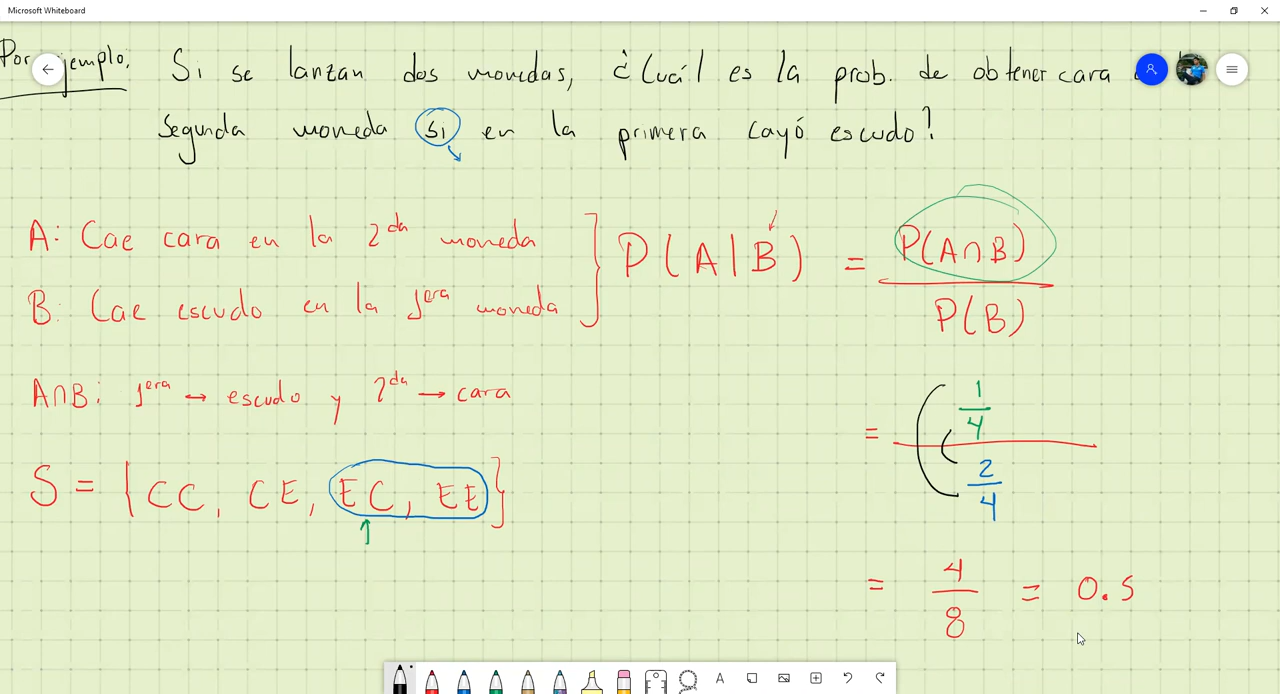 Microsoft Whiteboard
Por ejemplo: Si se lanzan dos monedas, ¿Cuál es la prob. de obtener cara
segunda moneda si en la primera cayó escudo?
A: Cae cara en la 2da moneda
B: Cae escudo en la 1era moneda
P(A|B) = P(A∩B) / P(B)
A∩B: 1era → escudo y 2da → cara
= (1/4) / (2/4)
S = { CC, CE, EC, EE }
= 4/8 = 0.5
A